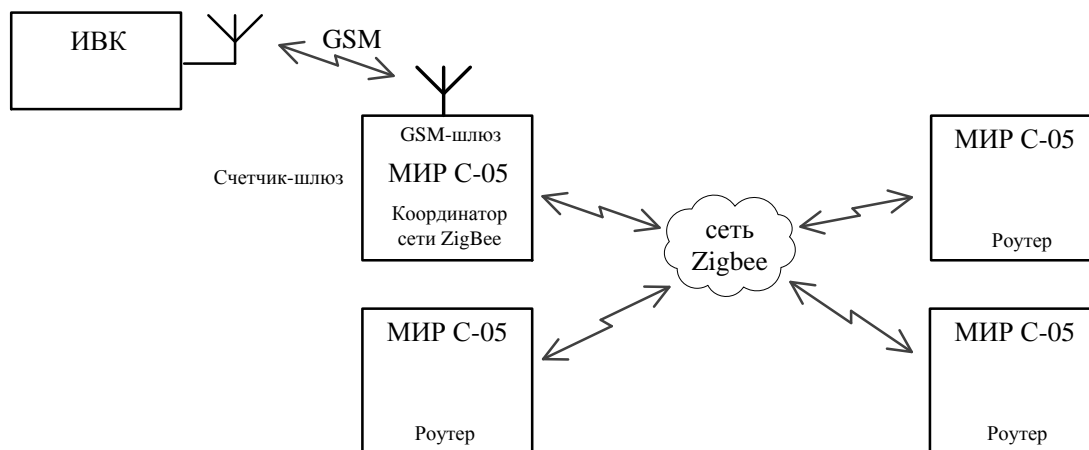 ИВК
GSM
GSM-шлюз
Счетчик-шлюз
МИР С-05
Координатор
сети ZigBee
сеть
Zigbee
МИР С-05
Роутер
МИР С-05
Роутер
МИР С-05
Роутер